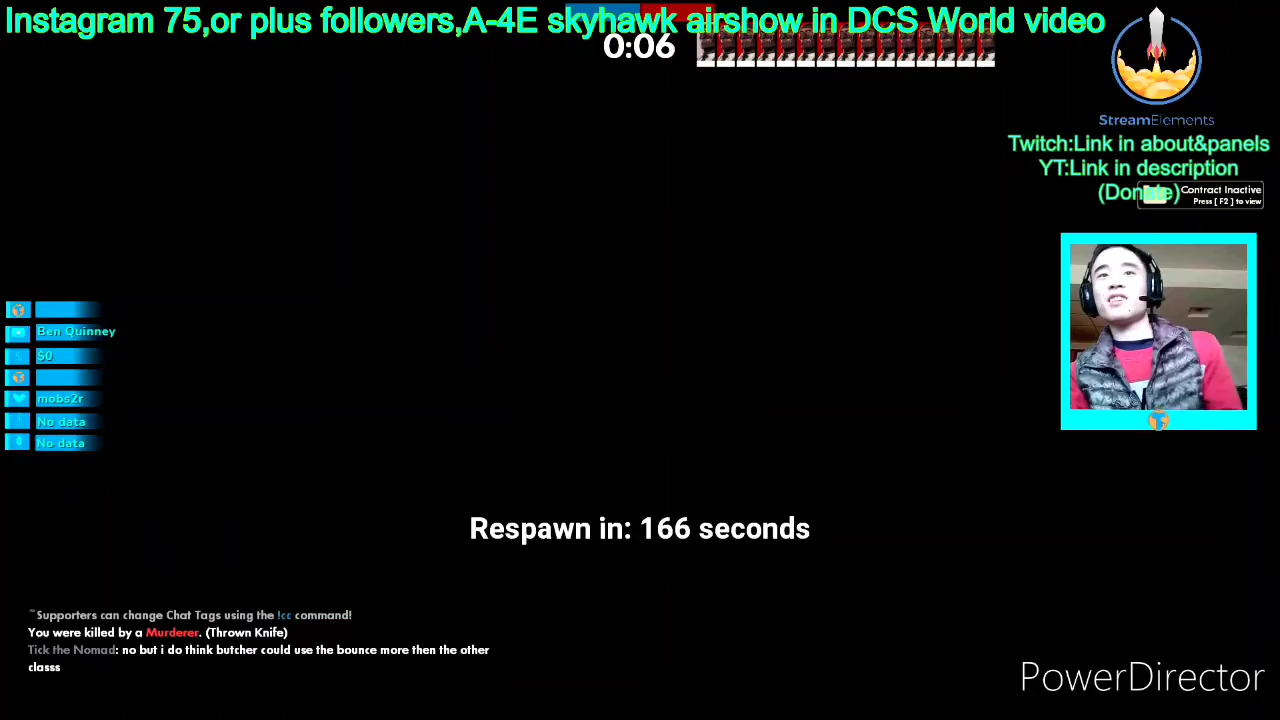 Instagram 75,or plus followers,A-4E skyhawk airshow in DCS World video
0:06
StreamElements
Twitch:Link in about&panels
YT:Link in description
(Donate)
Contract Inactive
Press [ F2 ] to view
Ben Quinney
$0
mobs2r
No data
No data
Respawn in: 166 seconds
Supporters can change Chat Tags using the !cc command!
You were killed by a Murderer. (Thrown Knife)
Tick the Nomad: no but i do think butcher could use the bounce more then the other
classs
PowerDirector